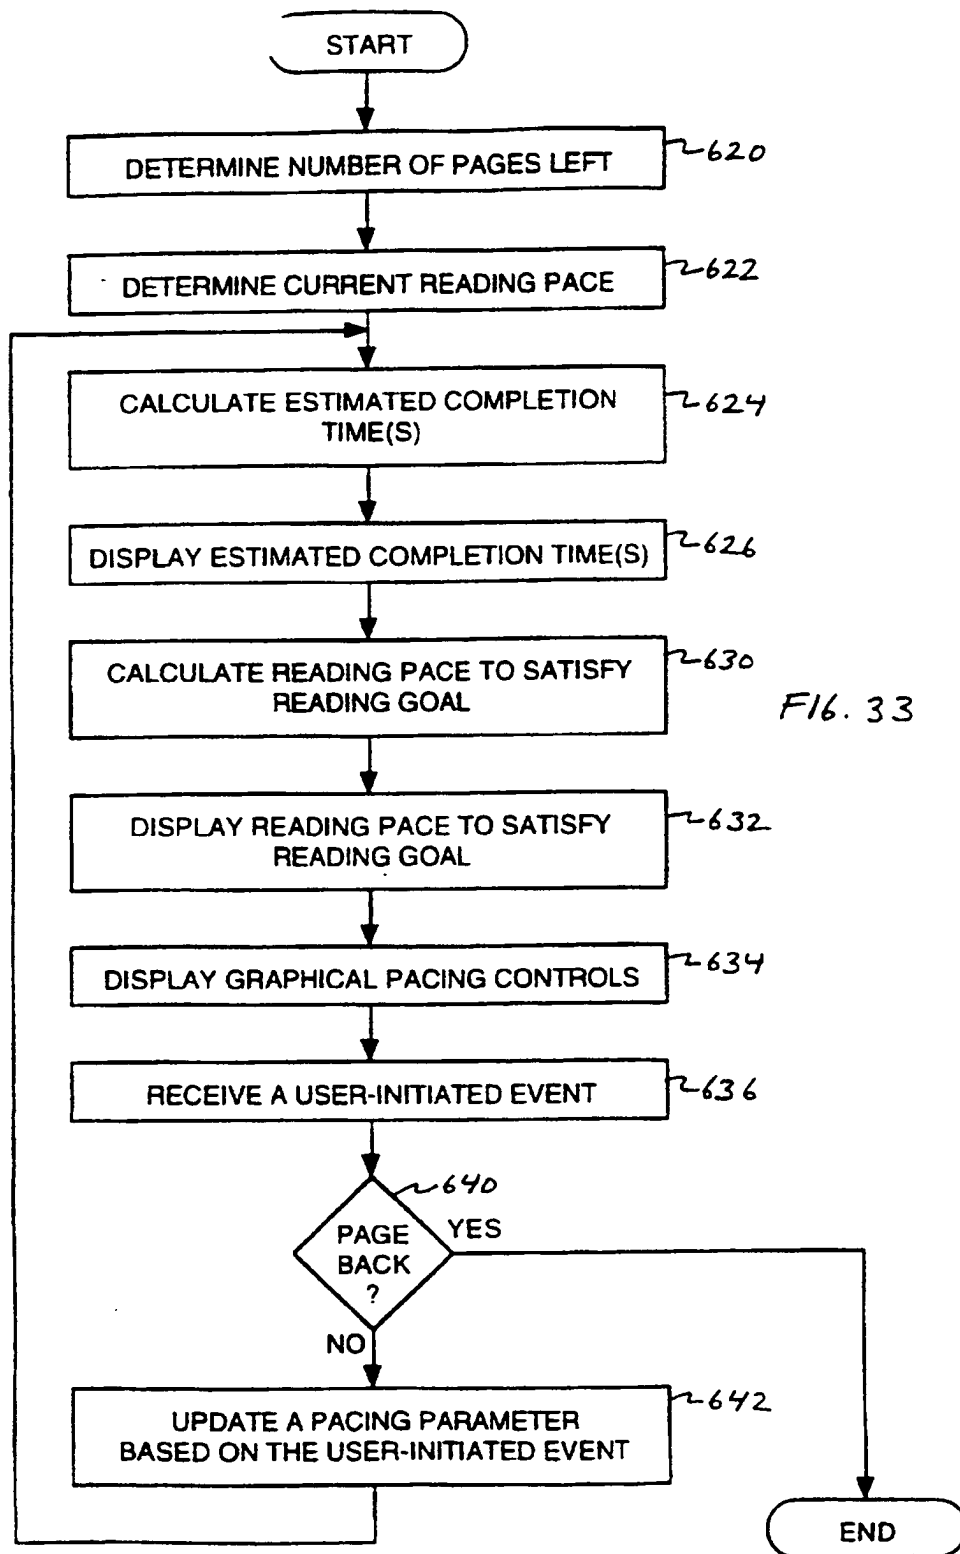 START
DETERMINE NUMBER OF PAGES LEFT
620
DETERMINE CURRENT READING PACE
622
CALCULATE ESTIMATED COMPLETION
TIME(S)
624
DISPLAY ESTIMATED COMPLETION TIME(S)
626
CALCULATE READING PACE TO SATISFY
READING GOAL
630
FIG. 33
DISPLAY READING PACE TO SATISFY
READING GOAL
632
DISPLAY GRAPHICAL PACING CONTROLS
634
RECEIVE A USER-INITIATED EVENT
636
640
PAGE
BACK
?
YES
NO
UPDATE A PACING PARAMETER
BASED ON THE USER-INITIATED EVENT
642
END